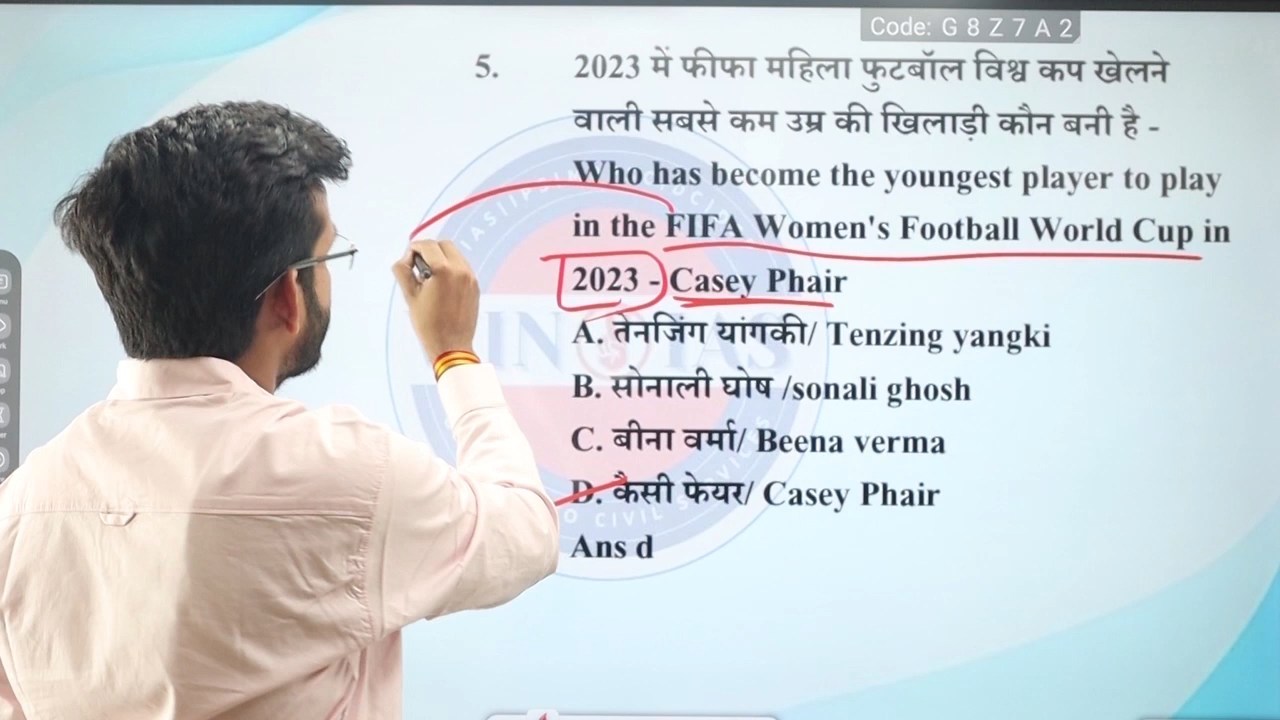 Code: G 8 Z 7 A 2
5. 2023 में फीफा महिला फुटबॉल विश्व कप खेलने
वाली सबसे कम उम्र की खिलाड़ी कौन बनी है -
Who has become the youngest player to play
in the FIFA Women's Football World Cup in
2023 - Casey Phair
A. तेनजिंग यांगकी/ Tenzing yangki
B. सोनाली घोष /sonali ghosh
C. बीना वर्मा/ Beena verma
D. कैसी फेयर/ Casey Phair
Ans d